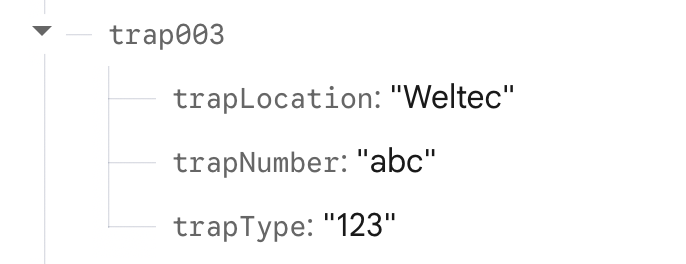 trap003
trapLocation: "Weltec"
trapNumber: "abc"
trapType: "123"